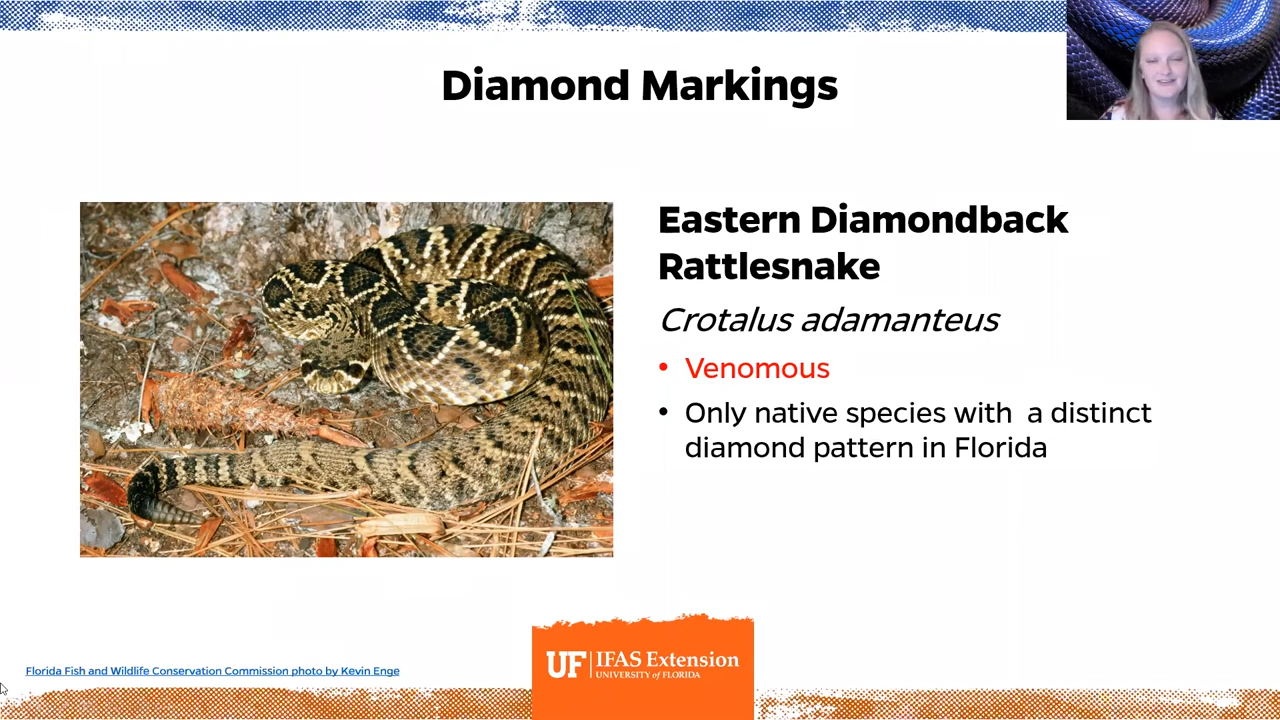 Diamond Markings
Eastern Diamondback
Rattlesnake
Crotalus adamanteus
• Venomous
• Only native species with  a distinct
diamond pattern in Florida
Florida Fish and Wildlife Conservation Commission photo by Kevin Enge
UF IFAS Extension
UNIVERSITY of FLORIDA